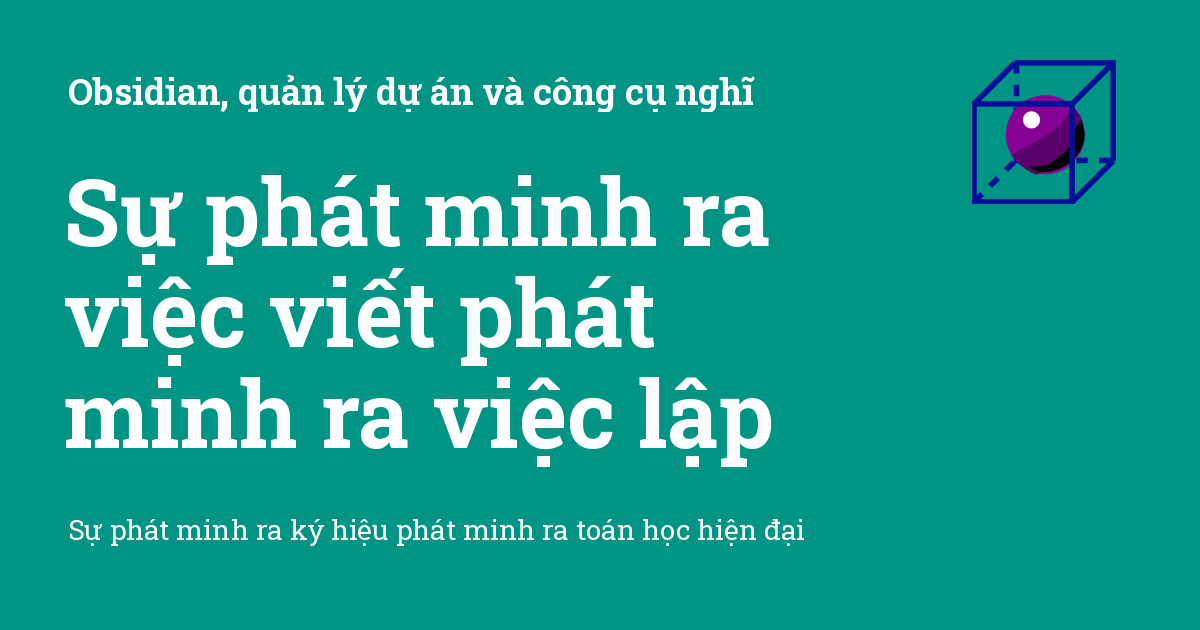 Obsidian, quản lý dự án và công cụ nghĩ
Sự phát minh ra
việc viết phát
minh ra việc lập
Sự phát minh ra ký hiệu phát minh ra toán học hiện đại